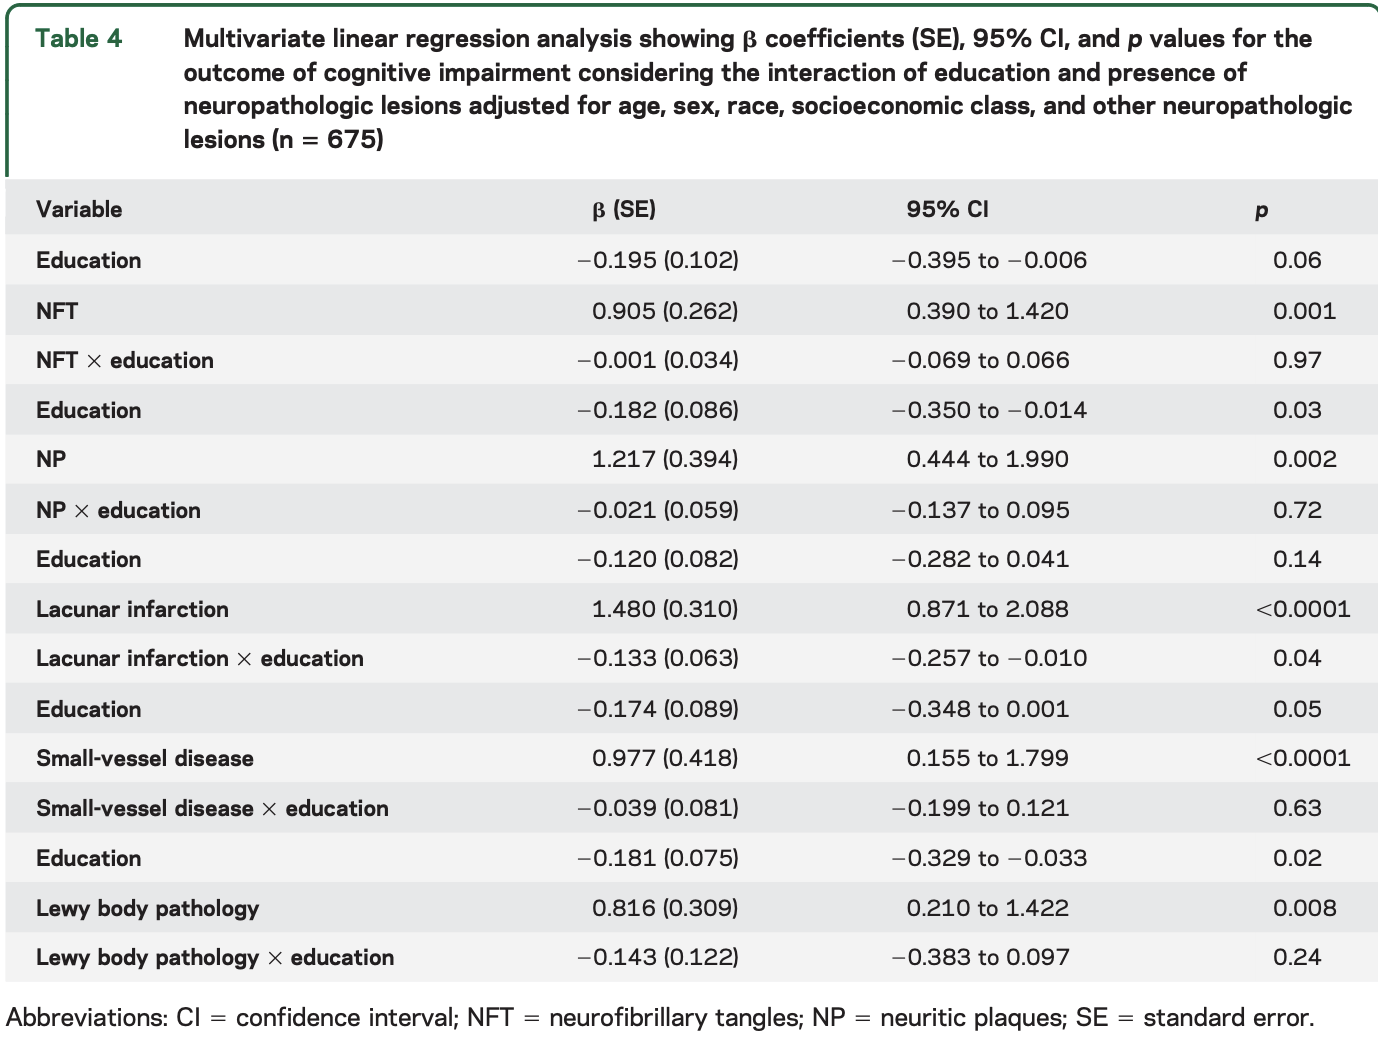 Table 4 Multivariate linear regression analysis showing β coefficients (SE), 95% CI, and p values for the
outcome of cognitive impairment considering the interaction of education and presence of
neuropathologic lesions adjusted for age, sex, race, socioeconomic class, and other neuropathologic
lesions (n = 675)
Variable β (SE) 95% CI p
Education −0.195 (0.102) −0.395 to −0.006 0.06
NFT 0.905 (0.262) 0.390 to 1.420 0.001
NFT × education −0.001 (0.034) −0.069 to 0.066 0.97
Education −0.182 (0.086) −0.350 to −0.014 0.03
NP 1.217 (0.394) 0.444 to 1.990 0.002
NP × education −0.021 (0.059) −0.137 to 0.095 0.72
Education −0.120 (0.082) −0.282 to 0.041 0.14
Lacunar infarction 1.480 (0.310) 0.871 to 2.088 <0.0001
Lacunar infarction × education −0.133 (0.063) −0.257 to −0.010 0.04
Education −0.174 (0.089) −0.348 to 0.001 0.05
Small-vessel disease 0.977 (0.418) 0.155 to 1.799 <0.0001
Small-vessel disease × education −0.039 (0.081) −0.199 to 0.121 0.63
Education −0.181 (0.075) −0.329 to −0.033 0.02
Lewy body pathology 0.816 (0.309) 0.210 to 1.422 0.008
Lewy body pathology × education −0.143 (0.122) −0.383 to 0.097 0.24
Abbreviations: CI = confidence interval; NFT = neurofibrillary tangles; NP = neuritic plaques; SE = standard error.